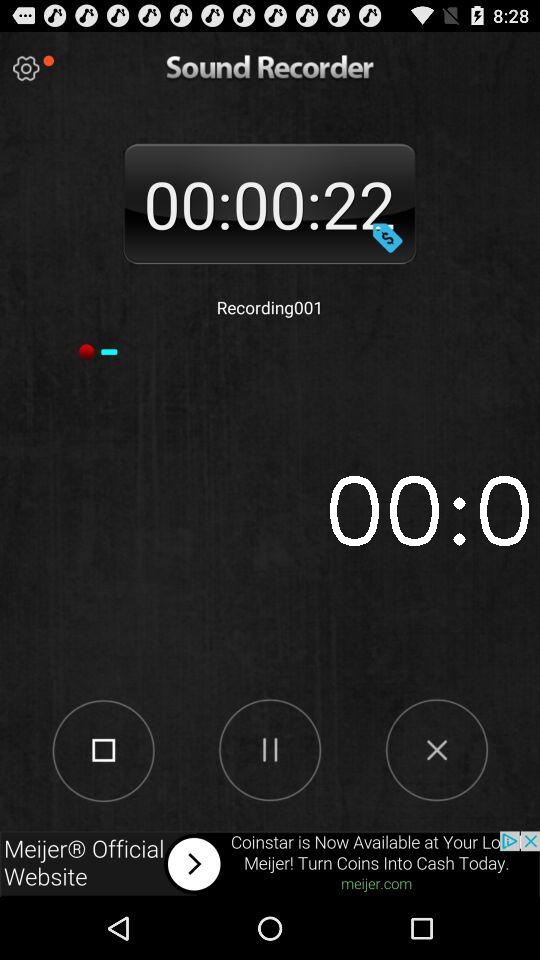 8:28
Sound Recorder
00:00:22
$
Recording001
00:0
Meijer® Official
Website
Coinstar is Now Available at Your Lo
Meijer! Turn Coins Into Cash Today.
meijer.com